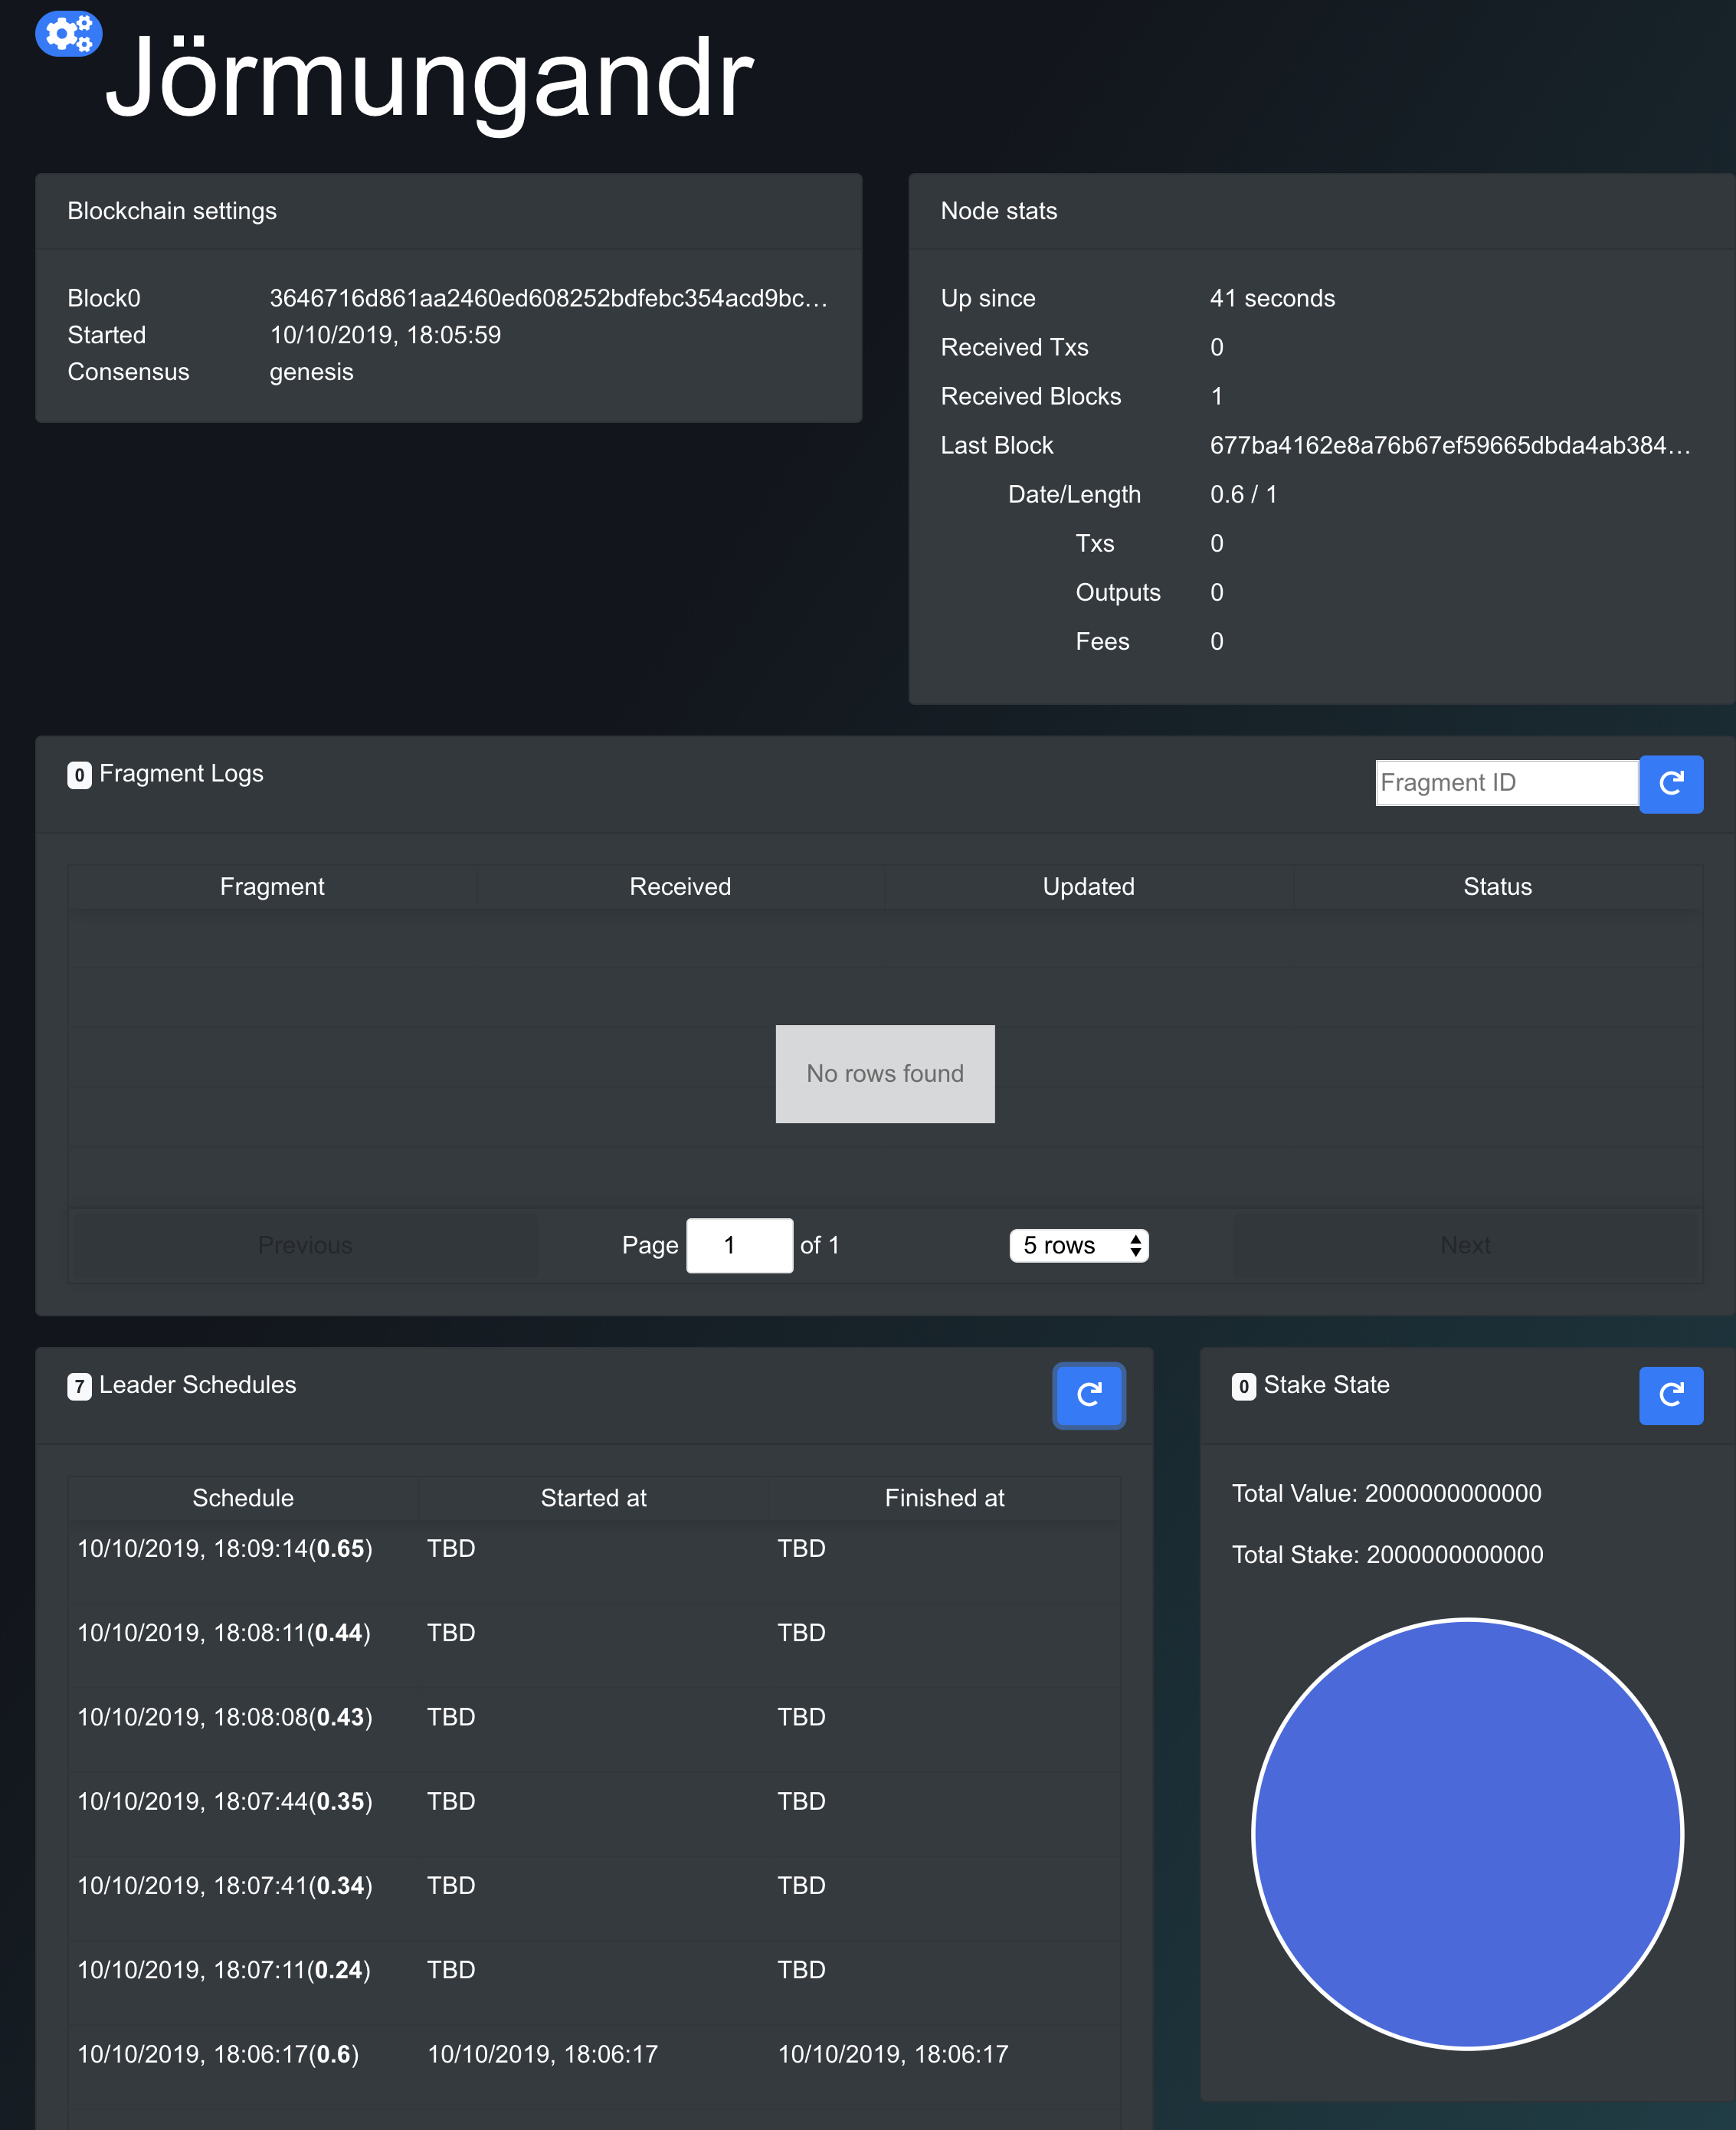 Jörmungandr
Blockchain settings
Block0 3646716d861aa2460ed608252bdfebc354acd9bc...
Started 10/10/2019, 18:05:59
Consensus genesis
Node stats
Up since 41 seconds
Received Txs 0
Received Blocks 1
Last Block 677ba4162e8a76b67ef59665dbda4ab384...
Date/Length 0.6 / 1
Txs 0
Outputs 0
Fees 0
0 Fragment Logs Fragment ID
Fragment Received Updated Status
No rows found
Previous Page 1 of 1 5 rows Next
7 Leader Schedules
Schedule Started at Finished at
10/10/2019, 18:09:14(0.65) TBD TBD
10/10/2019, 18:08:11(0.44) TBD TBD
10/10/2019, 18:08:08(0.43) TBD TBD
10/10/2019, 18:07:44(0.35) TBD TBD
10/10/2019, 18:07:41(0.34) TBD TBD
10/10/2019, 18:07:11(0.24) TBD TBD
10/10/2019, 18:06:17(0.6) 10/10/2019, 18:06:17 10/10/2019, 18:06:17
0 Stake State
Total Value: 2000000000000
Total Stake: 2000000000000